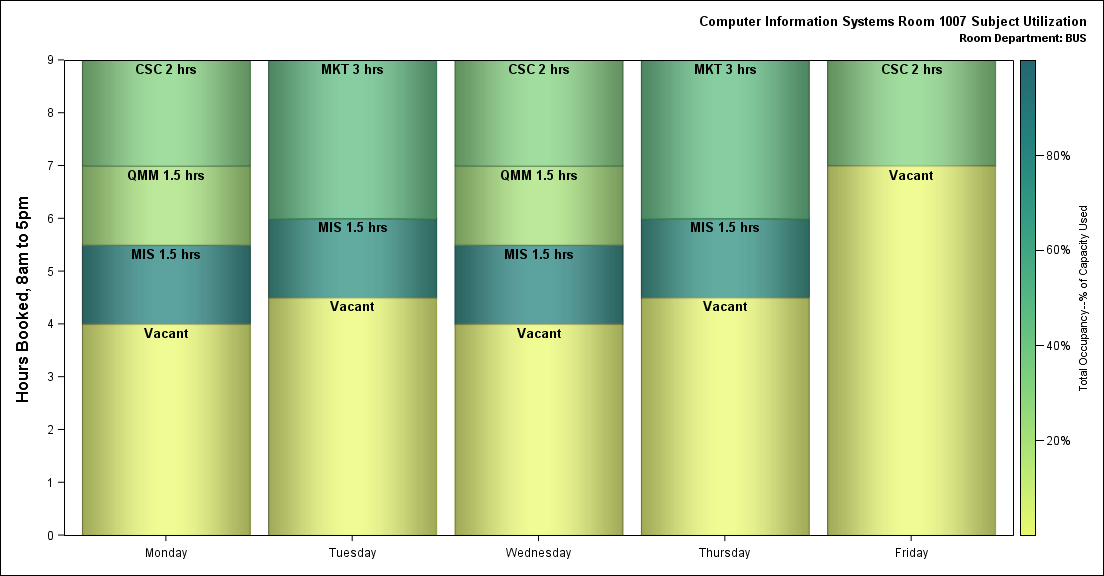 Computer Information Systems Room 1007 Subject Utilization
Room Department: BUS
Hours Booked, 8am to 5pm
9
8
7
6
5
4
3
2
1
0
CSC 2 hrs
QMM 1.5 hrs
MIS 1.5 hrs
Vacant
Monday
MKT 3 hrs
MIS 1.5 hrs
Vacant
Tuesday
CSC 2 hrs
QMM 1.5 hrs
MIS 1.5 hrs
Vacant
Wednesday
MKT 3 hrs
MIS 1.5 hrs
Vacant
Thursday
CSC 2 hrs
Vacant
Friday
80%
60%
40%
20%
Total Occupancy--% of Capacity Used